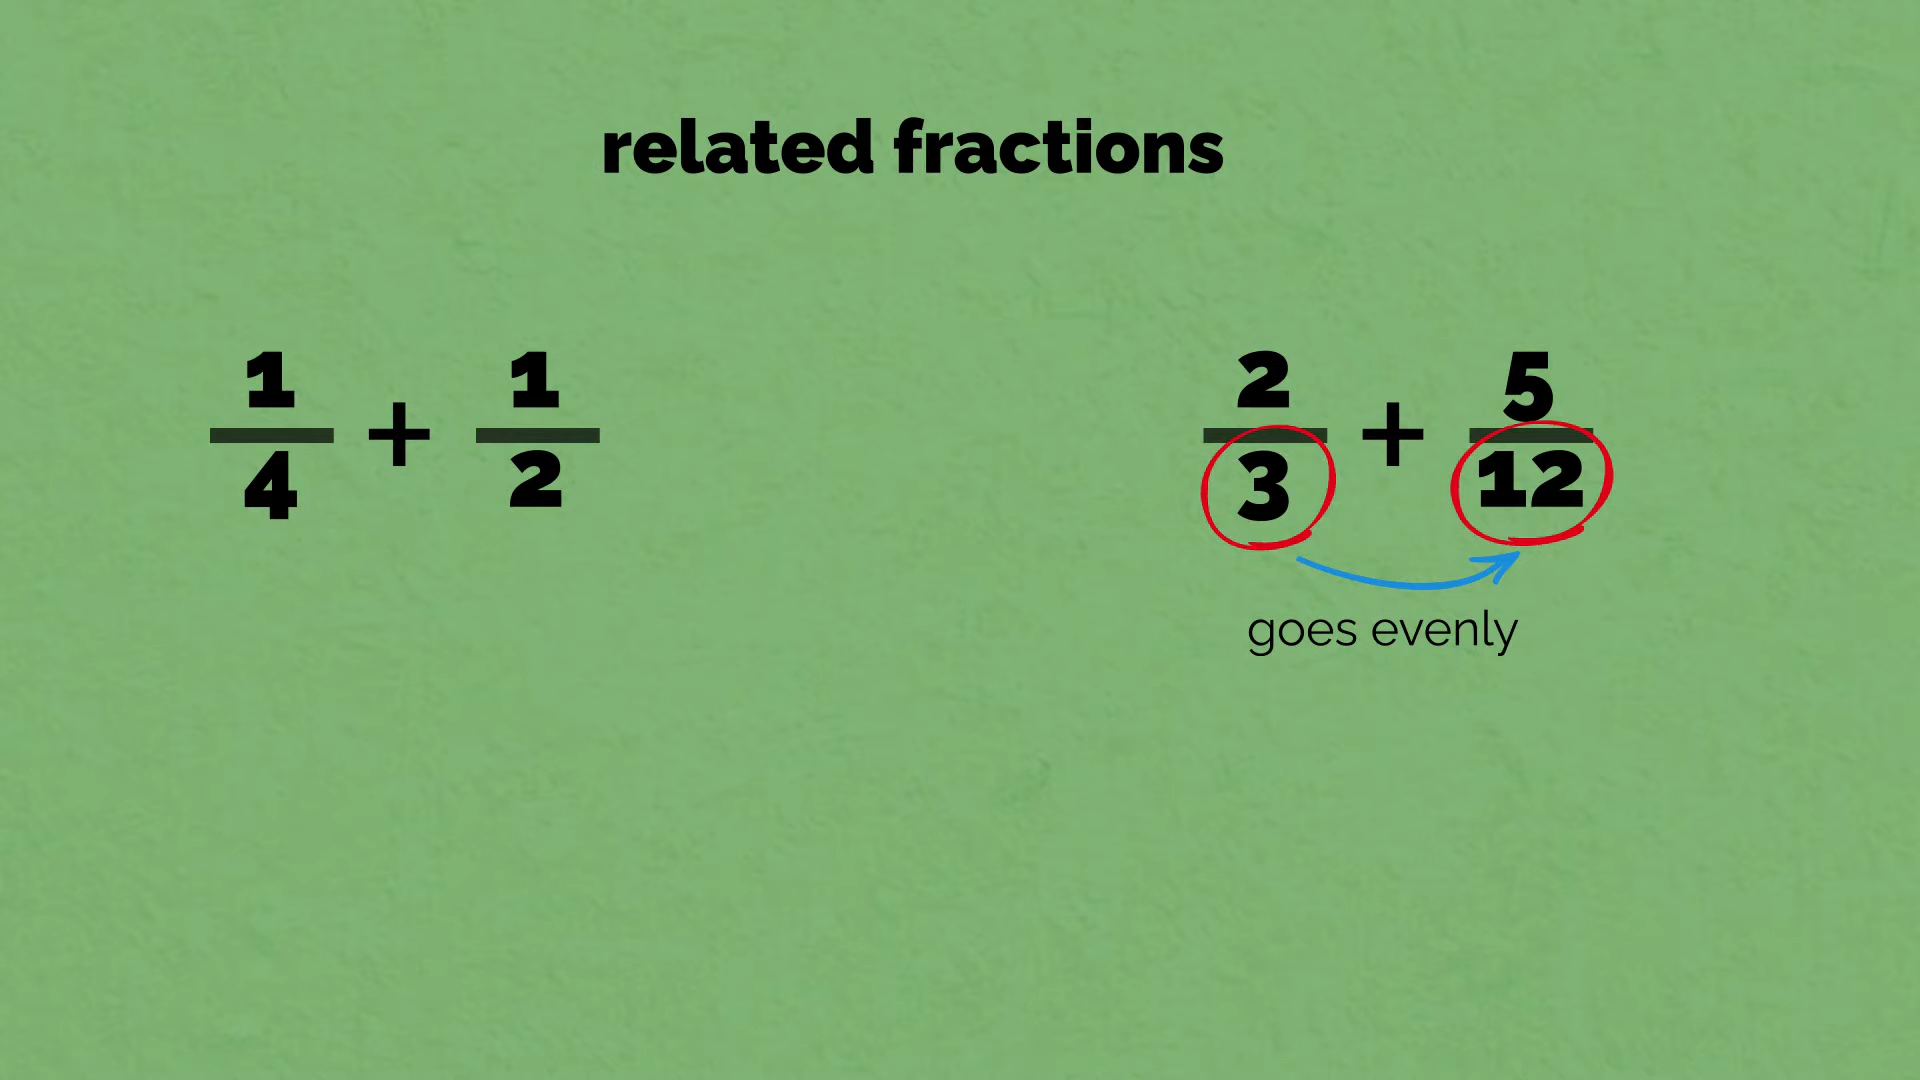 related fractions
1/4 + 1/2
2/3 + 5/12
goes evenly